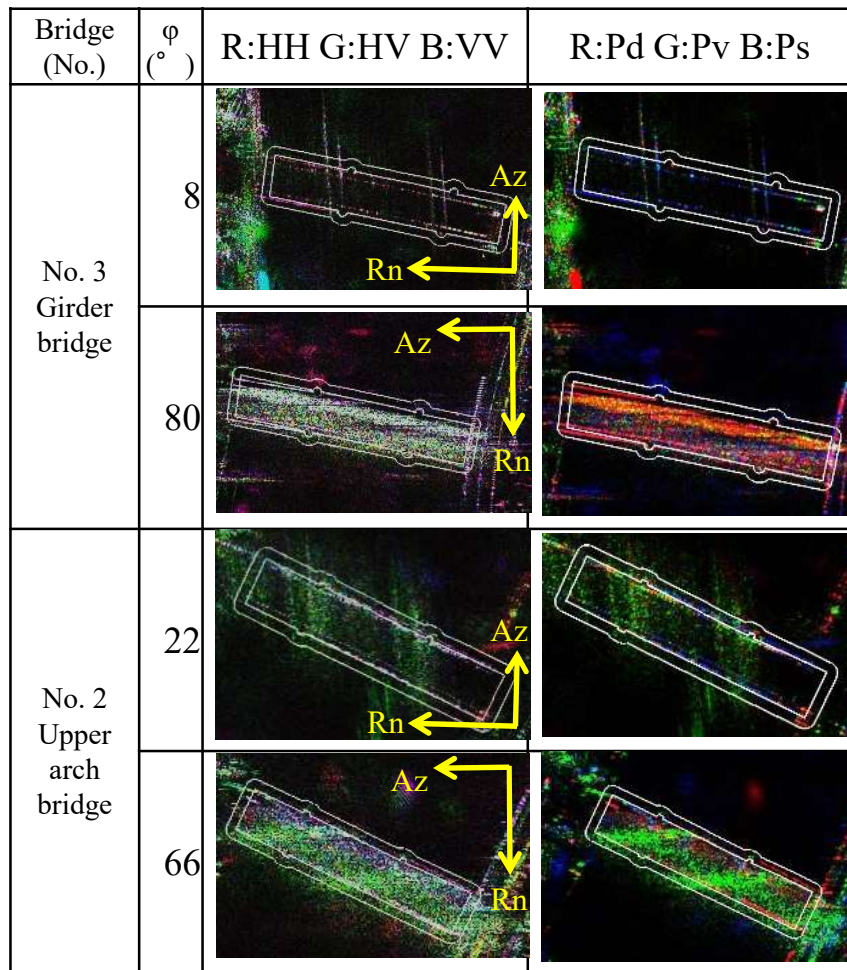 Bridge
(No.)
φ
(° )
R:HH G:HV B:VV
R:Pd G:Pv B:Ps
No. 3
Girder
bridge
8
Az
Rn
80
Az
Rn
No. 2
Upper
arch
bridge
22
Az
Rn
66
Az
Rn